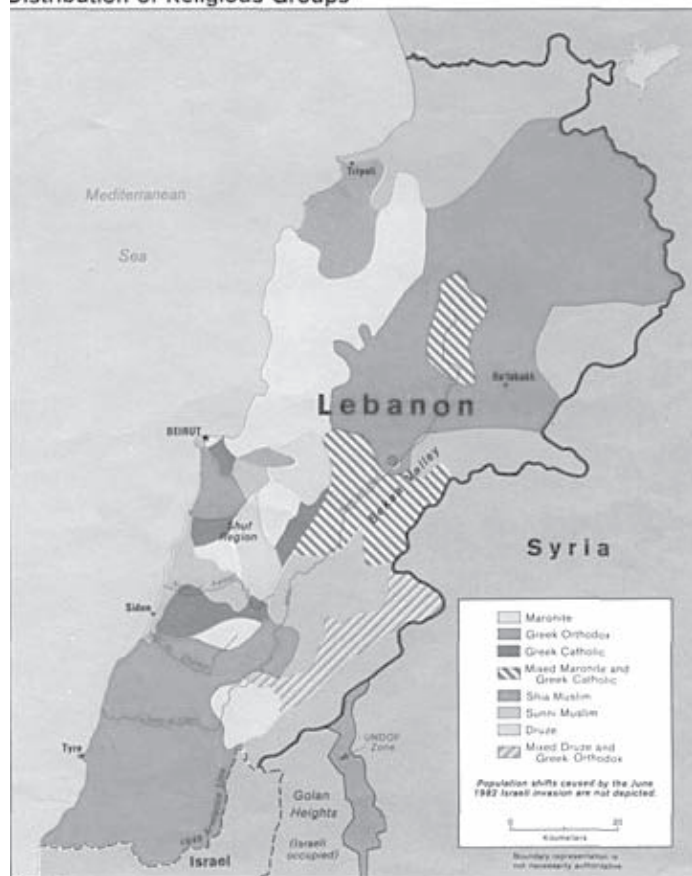 Distribution of Religious Groups
Tripoli
Mediterranean
Sea
Ba'labakk
Lebanon
BEIRUT
Bekaa Valley
Shuf
Region
Syria
Sidon
Maronite
Greek Orthodox
Greek Catholic
Mixed Maronite and
Greek Catholic
Shia Muslim
Sunni Muslim
Druze
Mixed Druze and
Greek Orthodox
Tyre
UNDOF
Zone
Population shifts caused by the June
1982 Israeli invasion are not depicted.
Golan
Heights
(Israeli
occupied)
0 20
Kilometers
Israel
Boundary representation is
not necessarily authoritative.